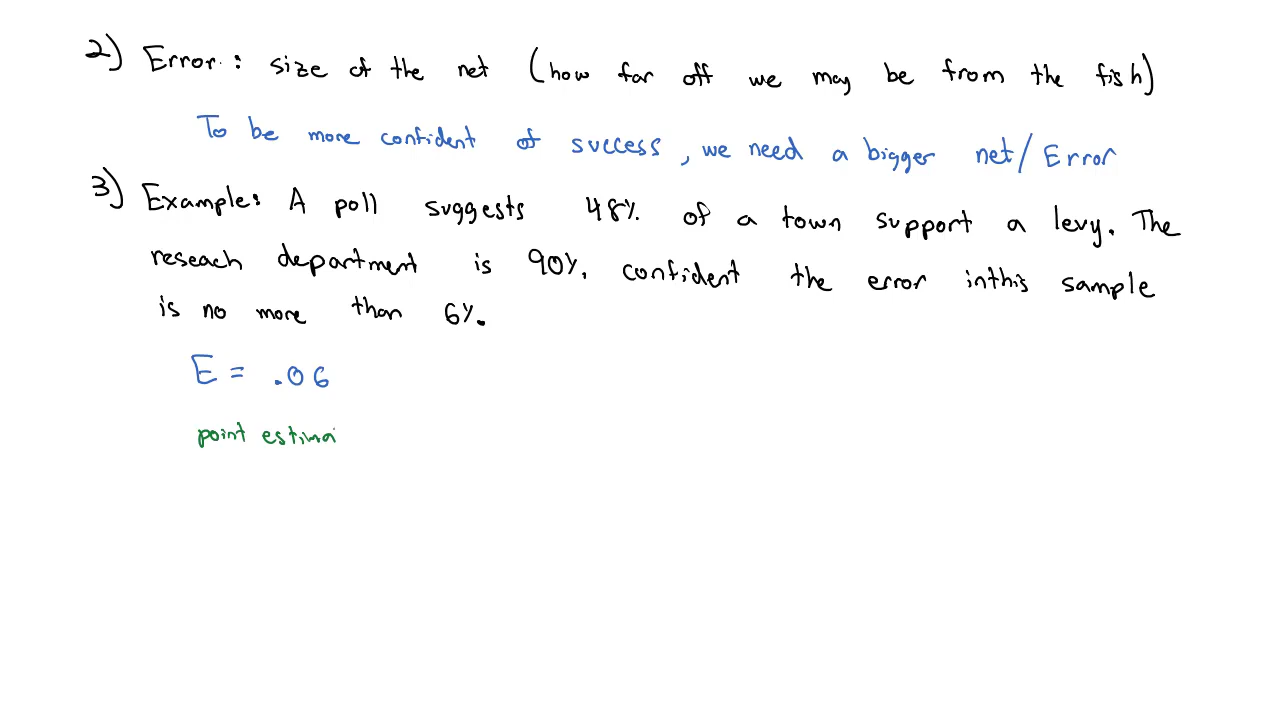 2) Error: size of the net (how far off we may be from the fish)
To be more confident of success, we need a bigger net/Error
3) Example: A poll suggests 48% of a town support a levy. The
reseach department is 90% confident the error inthis sample
is no more than 6%.
E = .06
point estima